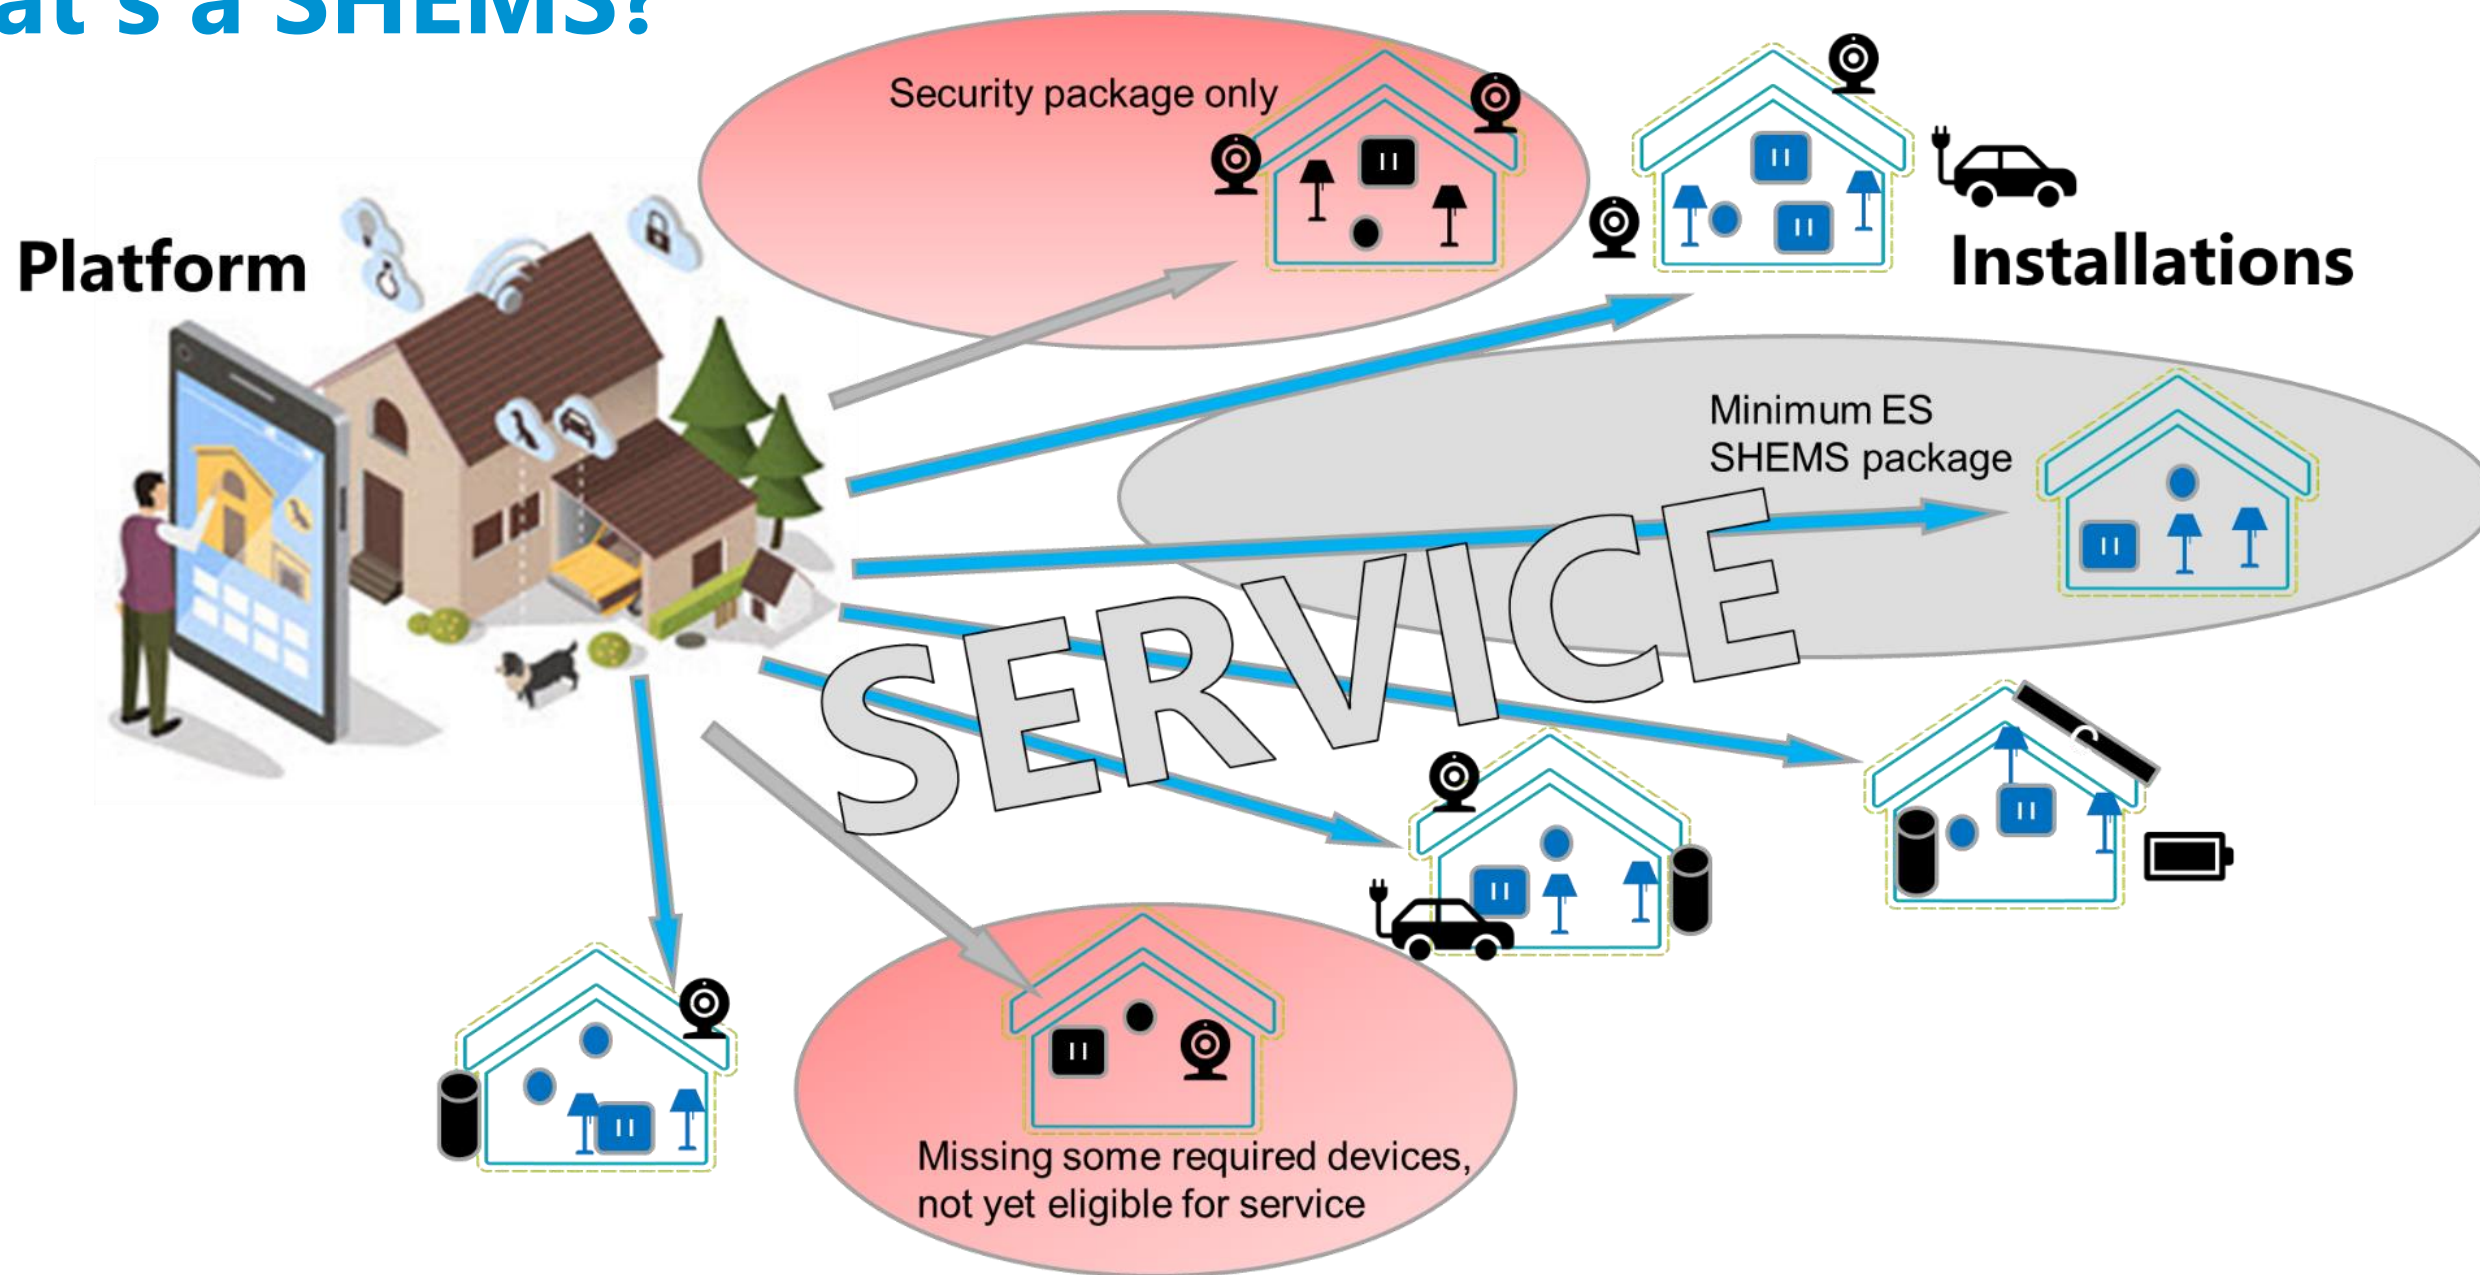 at's a SHEMS?
Security package only
Platform
Installations
Minimum ES
SHEMS package
SERVICE
Missing some required devices,
not yet eligible for service